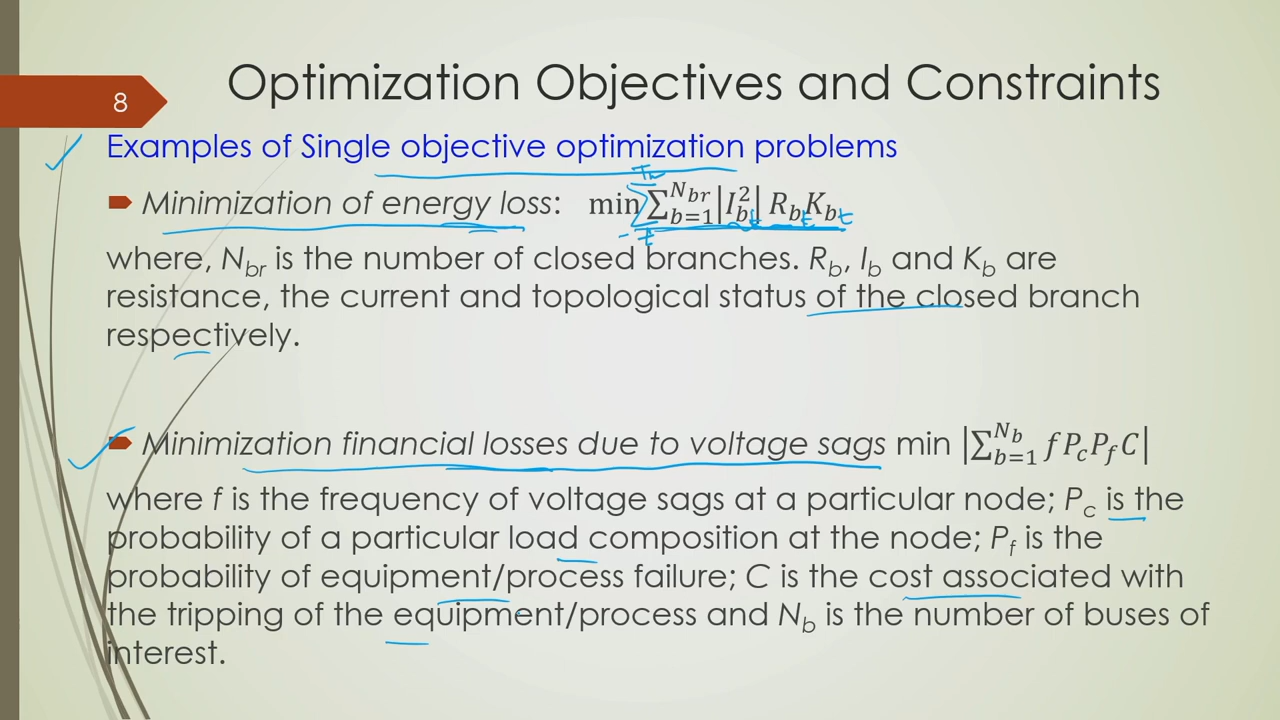 8
Optimization Objectives and Constraints
Examples of Single objective optimization problems
Minimization of energy loss: min ∑_{b=1}^{N_{br}} |I_b^2| R_b K_b
where, N_{br} is the number of closed branches. R_b, I_b and K_b are
resistance, the current and topological status of the closed branch
respectively.
Minimization financial losses due to voltage sags min |∑_{b=1}^{N_b} f P_c P_f C|
where f is the frequency of voltage sags at a particular node; P_c is the
probability of a particular load composition at the node; P_f is the
probability of equipment/process failure; C is the cost associated with
the tripping of the equipment/process and N_b is the number of buses of
interest.